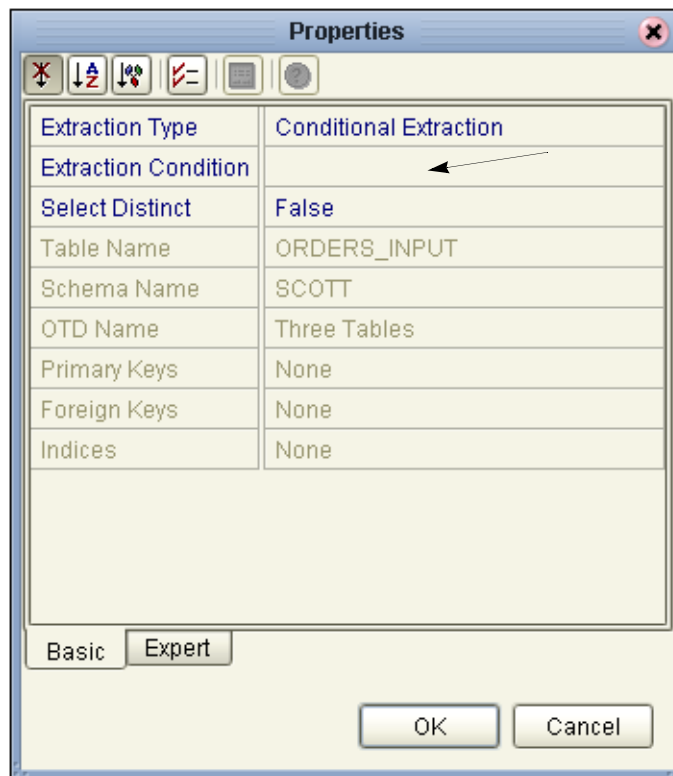 Properties
Extraction Type Conditional Extraction
Extraction Condition
Select Distinct False
Table Name ORDERS_INPUT
Schema Name SCOTT
OTD Name Three Tables
Primary Keys None
Foreign Keys None
Indices None
Basic Expert
OK Cancel